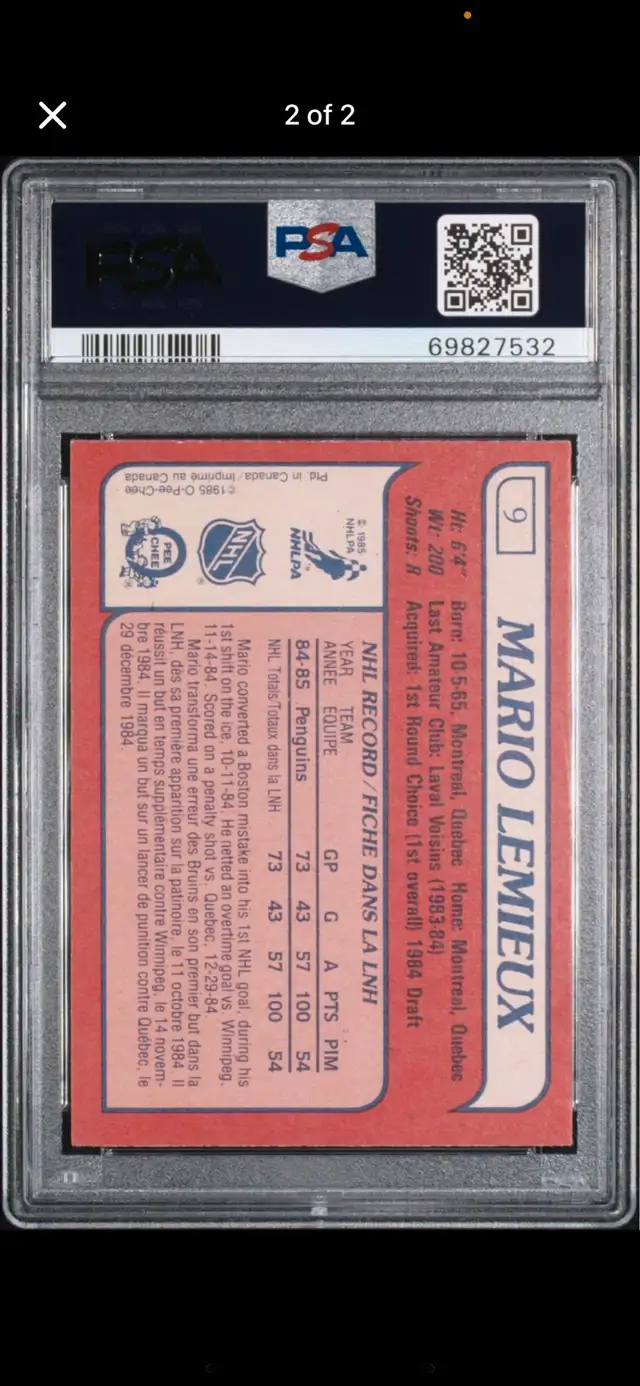 2 of 2
PSA
PSA
69827532
9
MARIO LEMIEUX
Ht: 6'4" Born: 10-5-65, Montreal, Quebec Home: Montreal, Quebec
Wt: 200 Last Amateur Club: Laval Voisins (1983-84)
Shoots: R Acquired: 1st Round Choice (1st overall) 1984 Draft
© 1985
NHLPA
NHLPA
NHL
®
O
PEE
CHEE
®
© 1985 O-Pee-Chee
Ptd. in Canada/Imprimé au Canada
NHL RECORD/FICHE DANS LA LNH
YEAR TEAM
ANNÉE ÉQUIPE GP G A PTS PIM
84-85 Penguins 73 43 57 100 54
NHL Totals/Totaux dans la LNH 73 43 57 100 54
Mario converted a Boston mistake into his 1st NHL goal, during his
1st shift on the ice, 10-11-84. He netted an overtime goal vs. Winnipeg,
11-14-84. Scored on a penalty shot vs. Quebec, 12-29-84.
Mario transforma une erreur des Bruins en son premier but dans la
LNH, dès sa première apparition sur la patinoire, le 11 octobre 1984. Il
réussit un but en temps supplémentaire contre Winnipeg, le 14 novem-
bre 1984. Il marqua un but sur un lancer de punition contre Québec, le
29 décembre 1984.